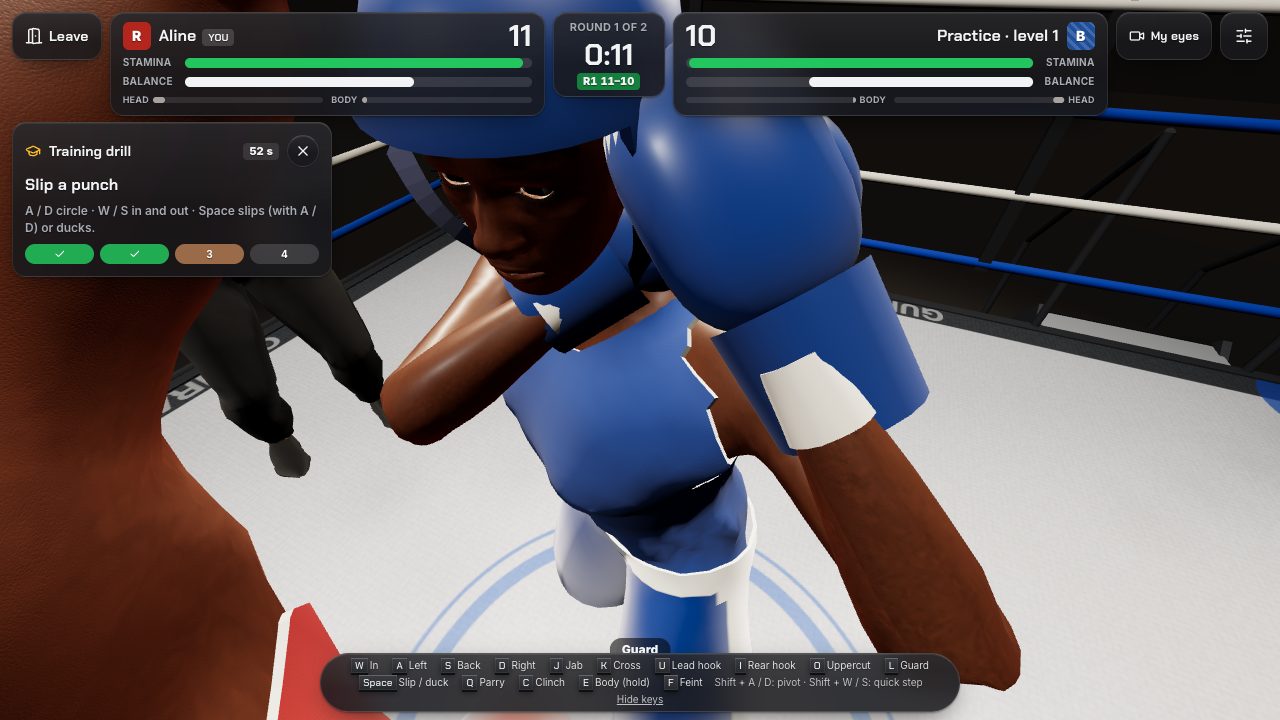 Leave
R Aline YOU 11
STAMINA
BALANCE
HEAD BODY
ROUND 1 OF 2
0:11
R1 11–10
10 Practice · level 1 B
STAMINA
BALANCE
BODY HEAD
My eyes
Training drill 52 s
Slip a punch
A / D circle · W / S in and out · Space slips (with A /
D) or ducks.
3 4
Guard
W In A Left S Back D Right J Jab K Cross U Lead hook I Rear hook O Uppercut L Guard
Space Slip / duck Q Parry C Clinch E Body (hold) F Feint Shift + A / D: pivot · Shift + W / S: quick step
Hide keys